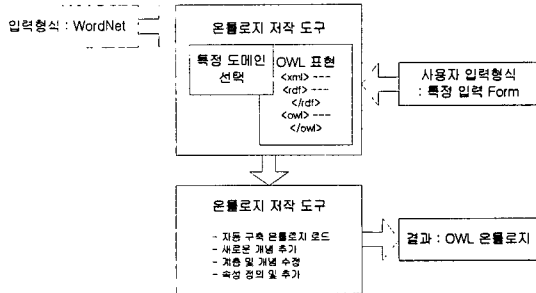 입력형식 : WordNet
온톨로지 저작 도구
특정 도메인
선택
OWL 표현
<xml> ---
<rdf> ---
</rdf>
<owl> ---
</owl>
사용자 입력형식
: 특정 입력 Form
온톨로지 저작 도구
- 자동 구축 온톨로지 로드
- 새로운 개념 추가
- 계층 및 개념 수정
- 속성 정의 및 추가
결과 : OWL 온톨로지